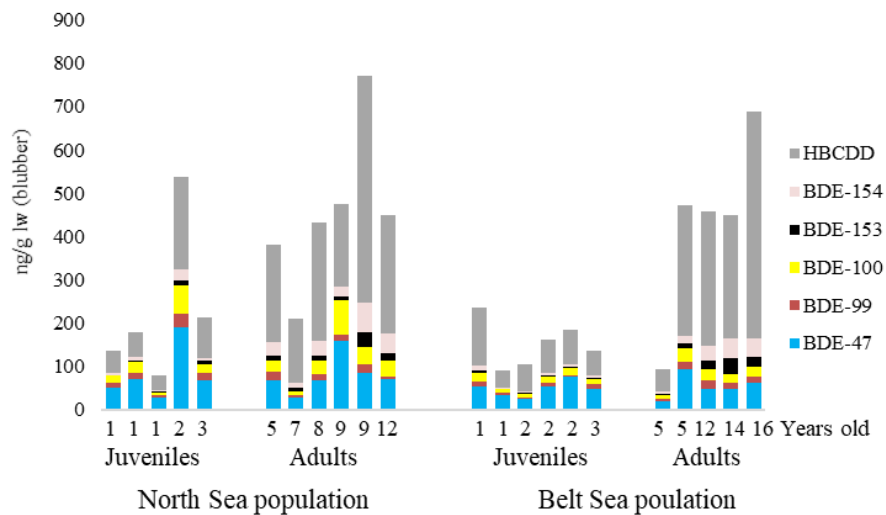 900
800
700
600
500
400
300
200
100
0
ng/g lw (blubber)
HBCDD
BDE-154
BDE-153
BDE-100
BDE-99
BDE-47
1 1 1 2 3 5 7 8 9 9 12 1 1 2 2 2 3 5 5 12 14 16 Years old
Juveniles Adults Juveniles Adults
North Sea population Belt Sea poulation